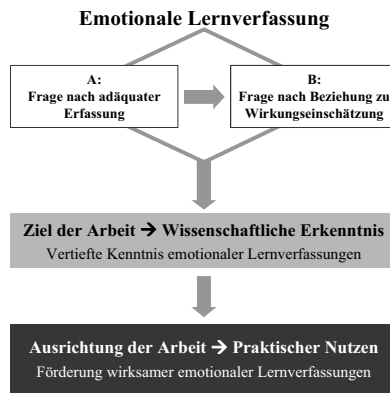 Emotionale Lernverfassung
A:
Frage nach adäquater
Erfassung
B:
Frage nach Beziehung zu
Wirkungseinschätzung
Ziel der Arbeit → Wissenschaftliche Erkenntnis
Vertiefte Kenntnis emotionaler Lernverfassungen
Ausrichtung der Arbeit → Praktischer Nutzen
Förderung wirksamer emotionaler Lernverfassungen